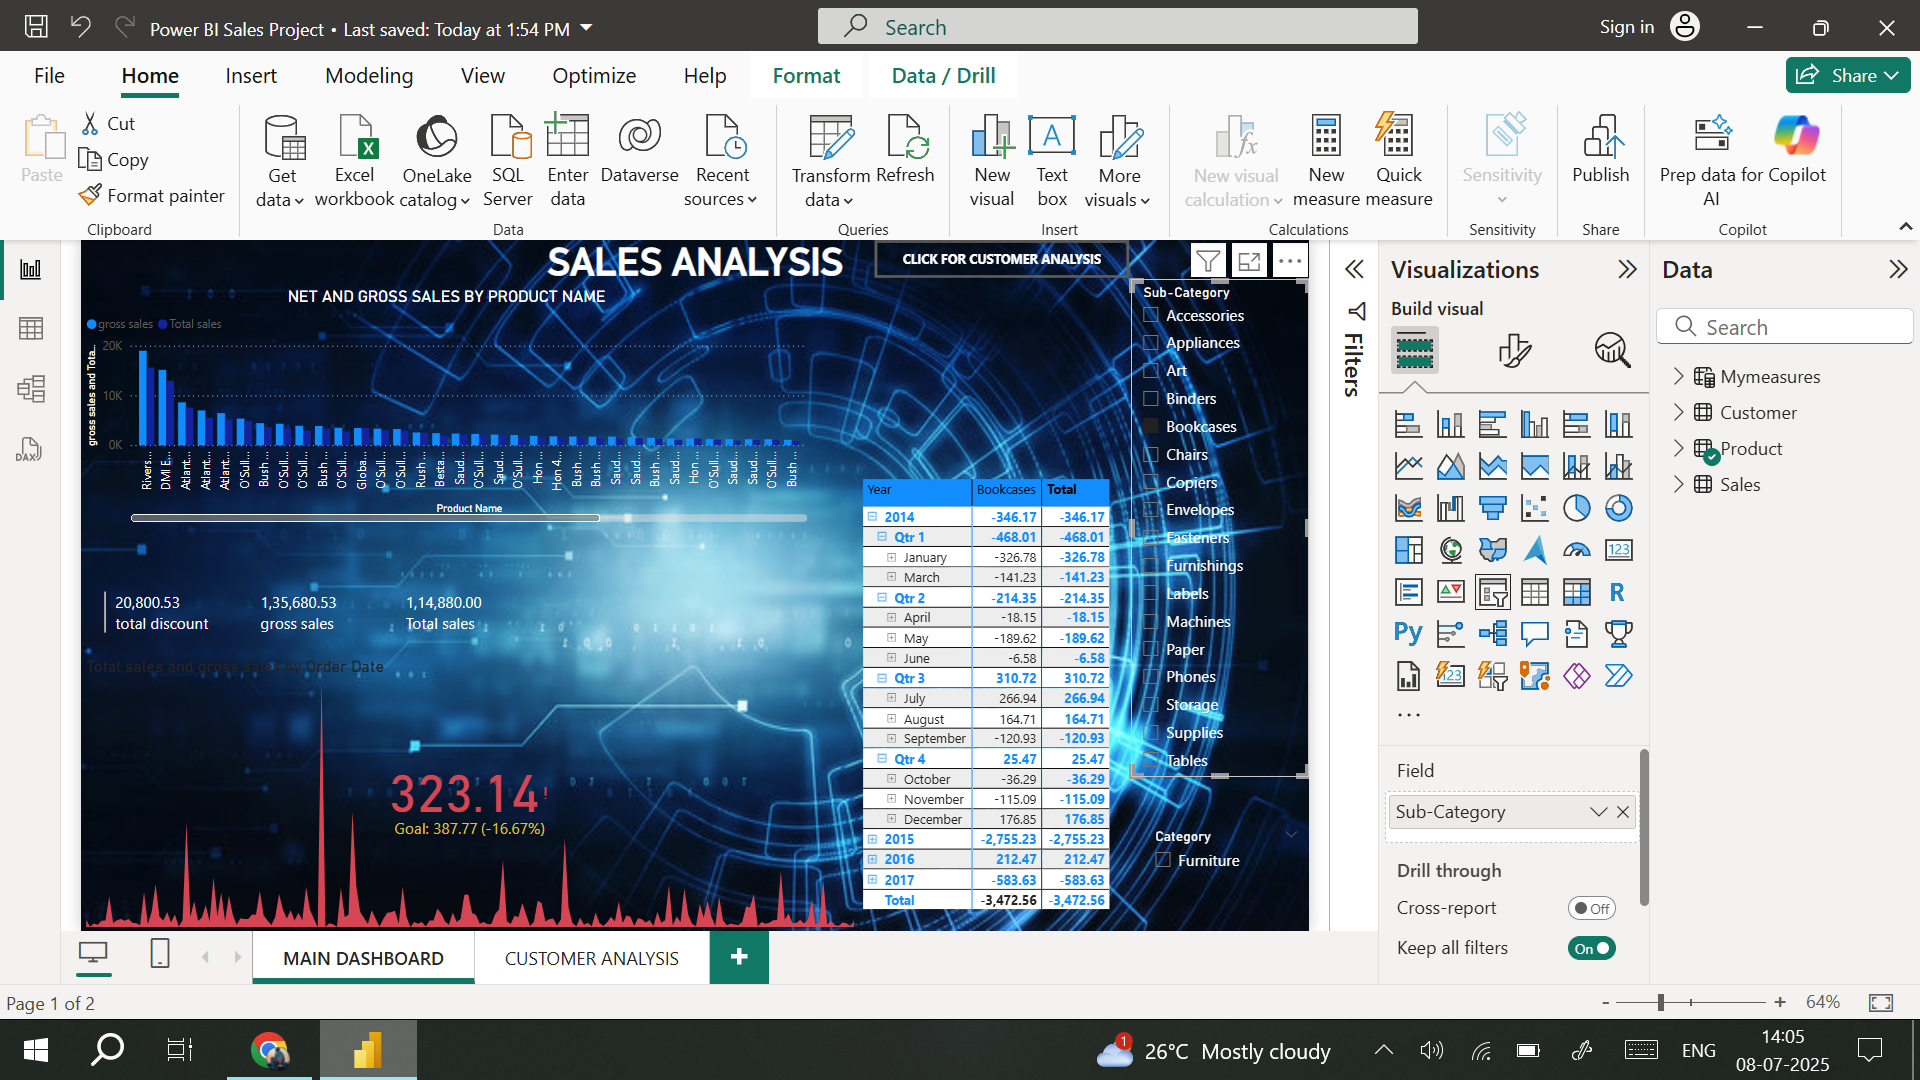 Power BI Sales Project • Last saved: Today at 1:54 PM
Search
Sign in
File
Home
Insert
Modeling
View
Optimize
Help
Format
Data / Drill
Share
Paste
Cut
Copy
Format painter
Clipboard
Get data
Excel workbook
OneLake catalog
SQL Server
Enter data
Dataverse
Recent sources
Data
Transform data
Refresh
Queries
New visual
Text box
More visuals
Insert
New visual calculation
New measure
Quick measure
Calculations
Sensitivity
Sensitivity
Publish
Share
Prep data for AI
Copilot
Copilot
SALES ANALYSIS
CLICK FOR CUSTOMER ANALYSIS
NET AND GROSS SALES BY PRODUCT NAME
gross sales Total sales
gross sales and Tota...
20K
10K
0K
Rivers... DMI E... Atlant... Atlant... Atlant... O'Sull... Bush ... O'Sull... O'Sull... Bush ... O'Sull... Globa... O'Sull... O'Sull... Rush ... Besta... Saud... O'Sull... Saud... O'Sull... Hon ... Hon 4... Bush ... Bush ... Saud... Saud... Bush ... Saud... Hon ... O'Sull... Saud... Saud... O'Sull... Bush ...
Product Name
20,800.53
total discount
1,35,680.53
gross sales
1,14,880.00
Total sales
Total sales and gross sales by Order Date
323.14!
Goal: 387.77 (-16.67%)
Year Bookcases Total
2014 -346.17 -346.17
Qtr 1 -468.01 -468.01
January -326.78 -326.78
March -141.23 -141.23
Qtr 2 -214.35 -214.35
April -18.15 -18.15
May -189.62 -189.62
June -6.58 -6.58
Qtr 3 310.72 310.72
July 266.94 266.94
August 164.71 164.71
September -120.93 -120.93
Qtr 4 25.47 25.47
October -36.29 -36.29
November -115.09 -115.09
December 176.85 176.85
2015 -2,755.23 -2,755.23
2016 212.47 212.47
2017 -583.63 -583.63
Total -3,472.56 -3,472.56
Sub-Category
Accessories
Appliances
Art
Binders
Bookcases
Chairs
Copiers
Envelopes
Fasteners
Furnishings
Labels
Machines
Paper
Phones
Storage
Supplies
Tables
Category
Furniture
Filters
Visualizations
Build visual
123
R
Py
123
Field
Sub-Category
Drill through
Cross-report
Off
Keep all filters
On
Data
Search
Mymeasures
Customer
Product
Sales
DAX
MAIN DASHBOARD
CUSTOMER ANALYSIS
Page 1 of 2
- + 64%
1
26°C Mostly cloudy
ENG
14:05
08-07-2025